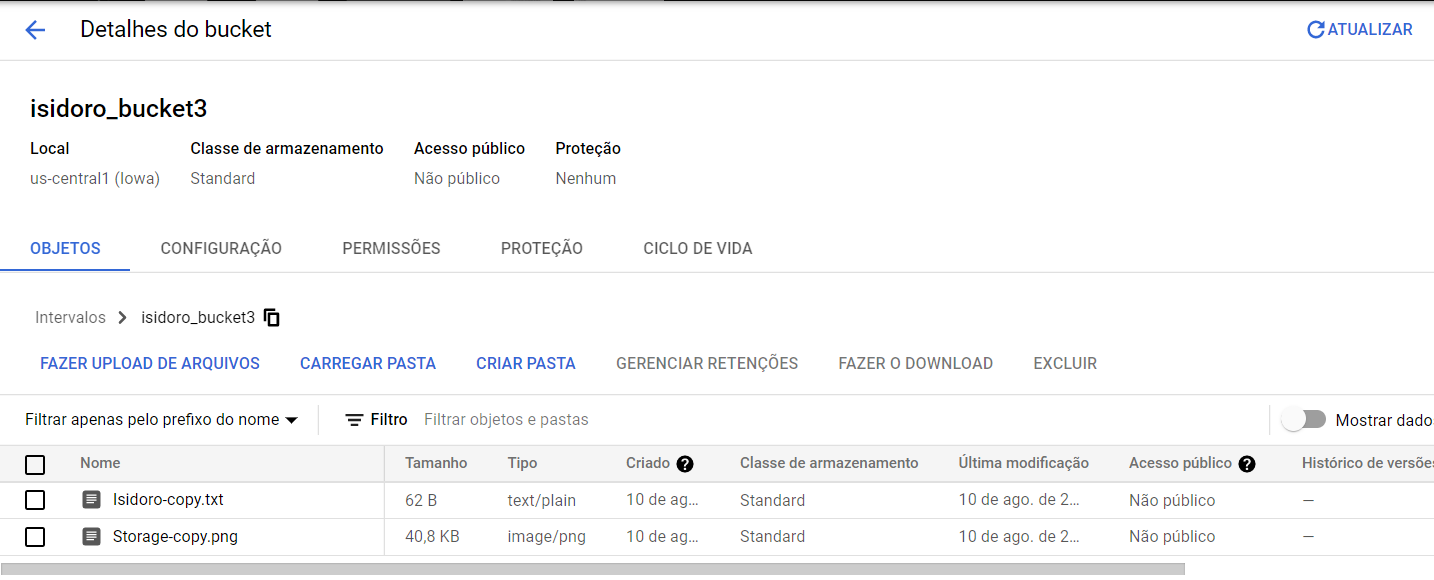 Detalhes do bucket ATUALIZAR
isidoro_bucket3
Local Classe de armazenamento Acesso público Proteção
us-central1 (Iowa) Standard Não público Nenhum
OBJETOS CONFIGURAÇÃO PERMISSÕES PROTEÇÃO CICLO DE VIDA
Intervalos isidoro_bucket3
FAZER UPLOAD DE ARQUIVOS CARREGAR PASTA CRIAR PASTA GERENCIAR RETENÇÕES FAZER O DOWNLOAD EXCLUIR
Filtrar apenas pelo prefixo do nome Filtro Filtrar objetos e pastas Mostrar dado
Nome Tamanho Tipo Criado Classe de armazenamento Última modificação Acesso público Histórico de versões
Isidoro-copy.txt 62 B text/plain 10 de ag... Standard 10 de ago. de 2... Não público —
Storage-copy.png 40,8 KB image/png 10 de ag... Standard 10 de ago. de 2... Não público —